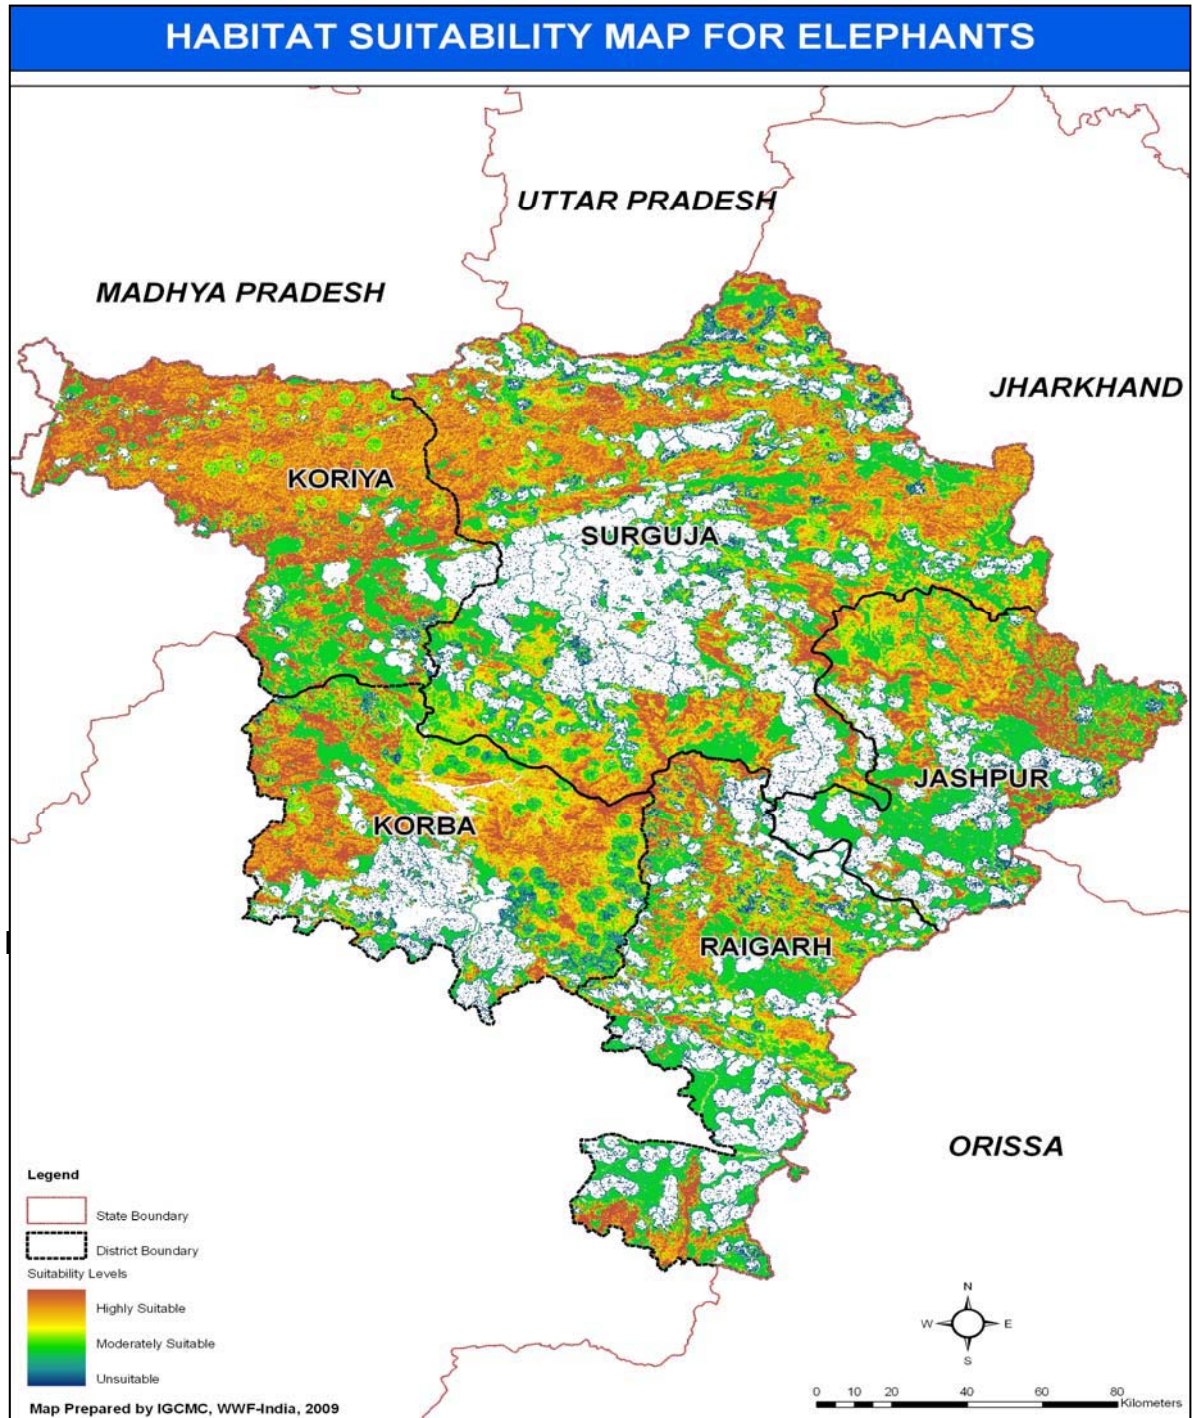 HABITAT SUITABILITY MAP FOR ELEPHANTS
UTTAR PRADESH
MADHYA PRADESH
JHARKHAND
KORIYA
SURGUJA
JASHPUR
KORBA
RAIGARH
ORISSA
Legend
State Boundary
District Boundary
Suitability Levels
Highly Suitable
Moderately Suitable
Unsuitable
Map Prepared by IGCMC, WWF-India, 2009
N
W E
S
0 10 20 40 60 80
Kilometers